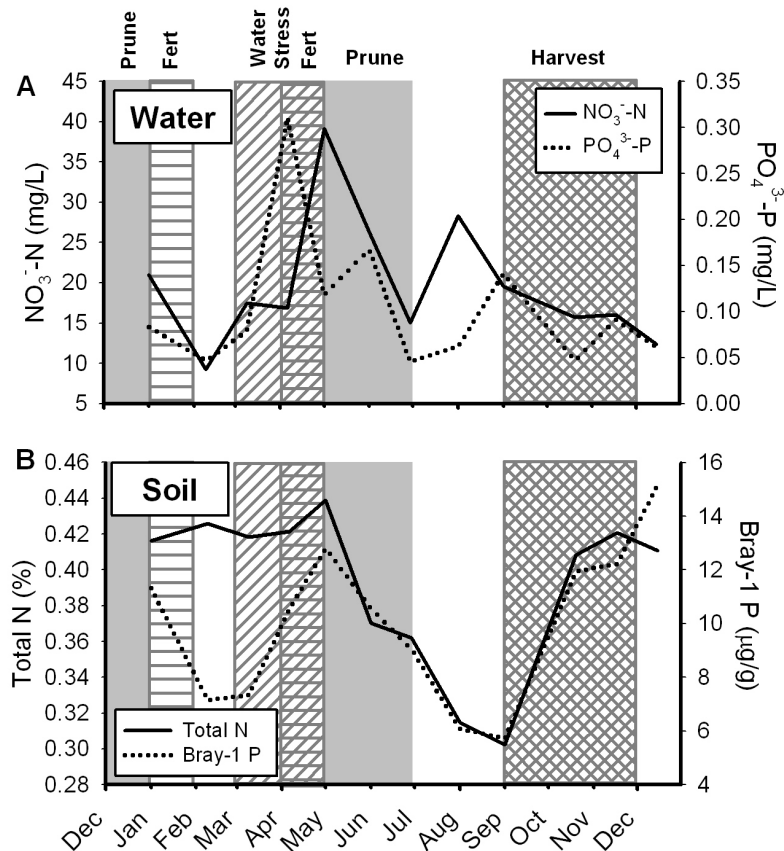 Prune
Fert
Water
Stress
Fert
Prune
Harvest
A
Water
NO₃⁻-N
PO₄³⁻-P
NO₃⁻-N (mg/L)
45
40
35
30
25
20
15
10
5
PO₄³⁻-P (mg/L)
0.35
0.30
0.25
0.20
0.15
0.10
0.05
0.00
B
Soil
Total N (%)
0.46
0.44
0.42
0.40
0.38
0.36
0.34
0.32
0.30
0.28
Bray-1 P (μg/g)
16
14
12
10
8
6
4
Total N
Bray-1 P
Dec
Jan
Feb
Mar
Apr
May
Jun
Jul
Aug
Sep
Oct
Nov
Dec